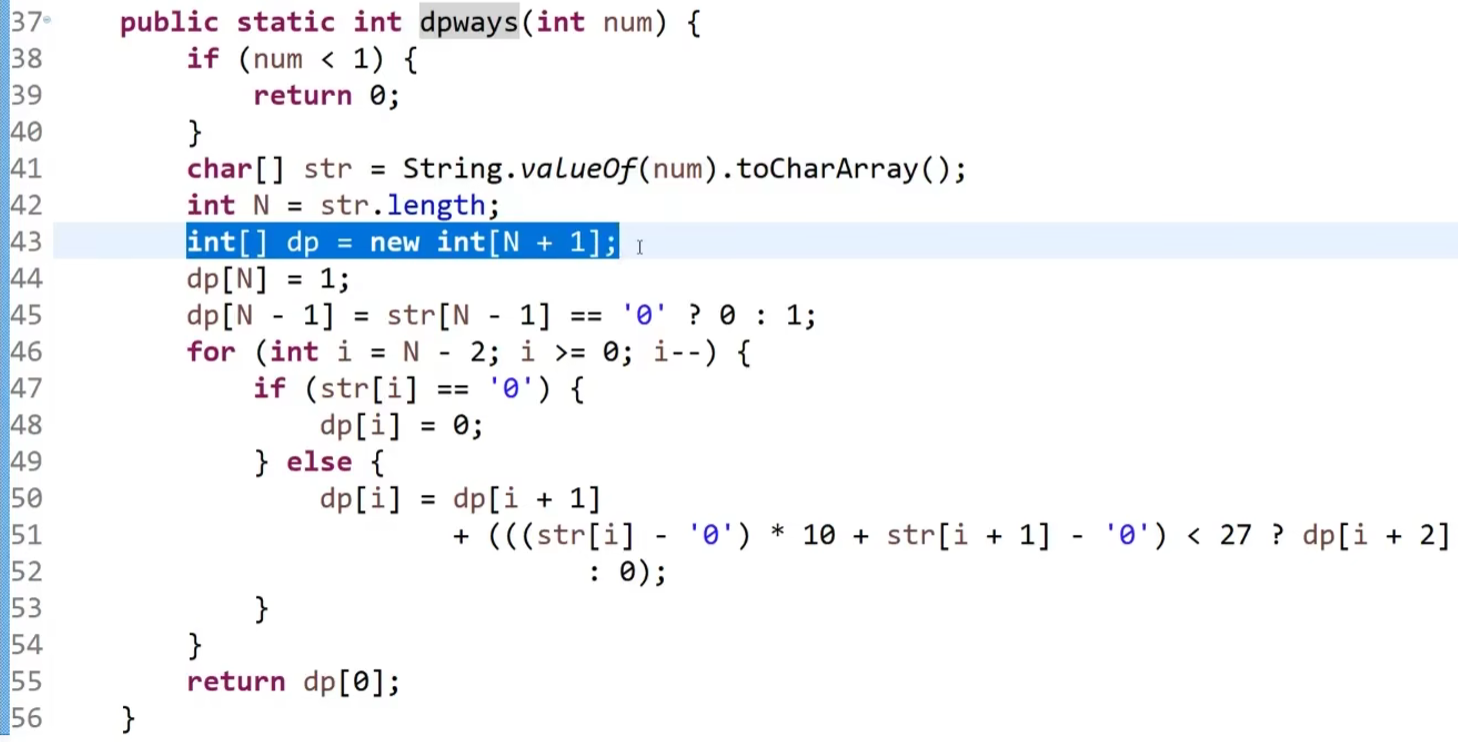 37 public static int dpways(int num) {
38 if (num < 1) {
39 return 0;
40 }
41 char[] str = String.valueOf(num).toCharArray();
42 int N = str.length;
43 int[] dp = new int[N + 1];
44 dp[N] = 1;
45 dp[N - 1] = str[N - 1] == '0' ? 0 : 1;
46 for (int i = N - 2; i >= 0; i--) {
47 if (str[i] == '0') {
48 dp[i] = 0;
49 } else {
50 dp[i] = dp[i + 1]
51 + (((str[i] - '0') * 10 + str[i + 1] - '0') < 27 ? dp[i + 2]
52 : 0);
53 }
54 }
55 return dp[0];
56 }